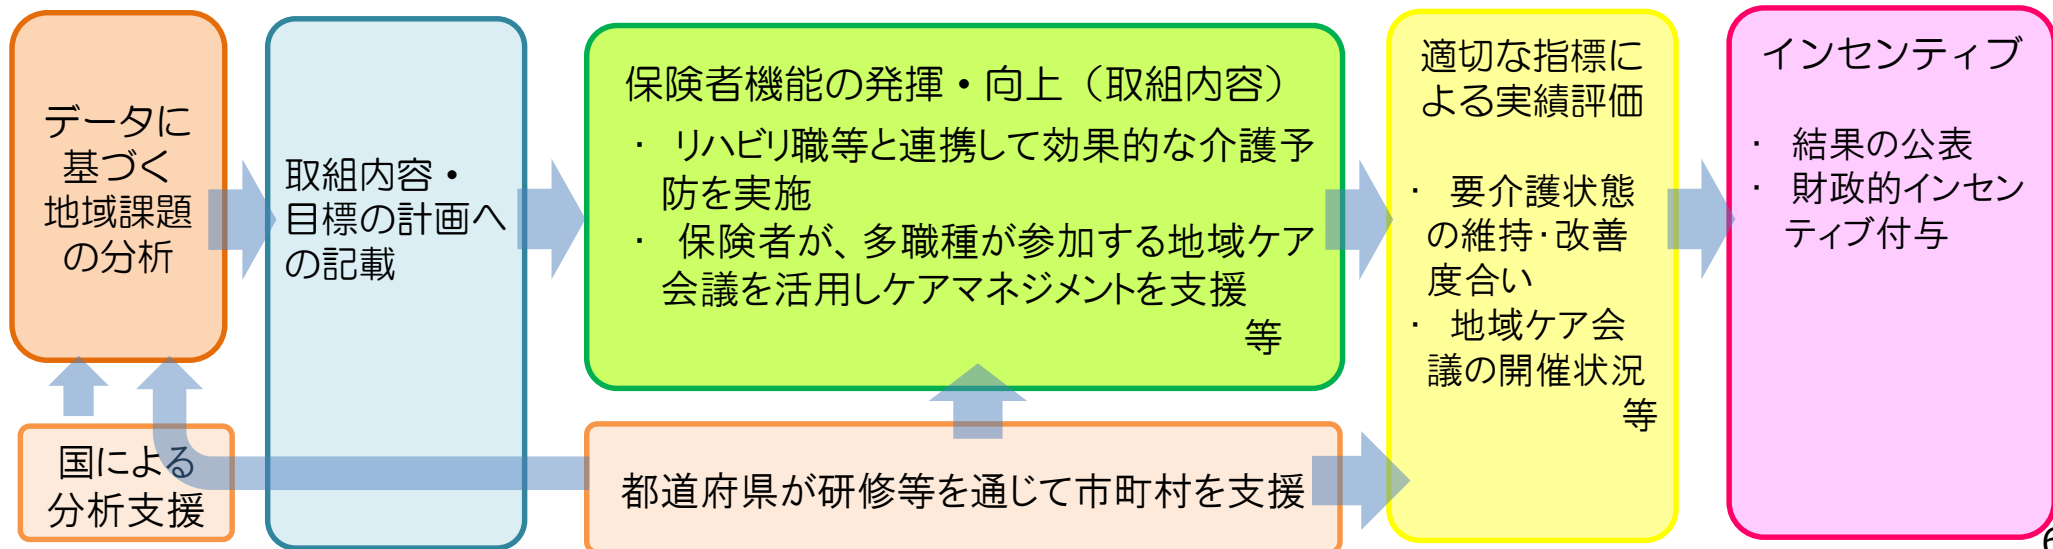 データに
基づく
地域課題
の分析
国による
分析支援
取組内容・
目標の計画へ
の記載
保険者機能の発揮・向上（取組内容）
・ リハビリ職等と連携して効果的な介護予
防を実施
・ 保険者が、多職種が参加する地域ケア
会議を活用しケアマネジメントを支援
等
都道府県が研修等を通じて市町村を支援
適切な指標に
よる実績評価
・ 要介護状態
の維持・改善
度合い
・ 地域ケア会
議の開催状況
等
インセンティブ
・ 結果の公表
・ 財政的インセン
ティブ付与